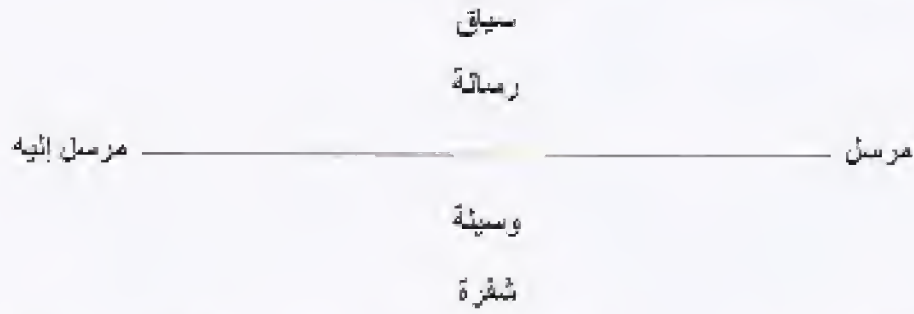 سياق
رسالة
مرسل مرسل إليه
وسيلة
شفرة